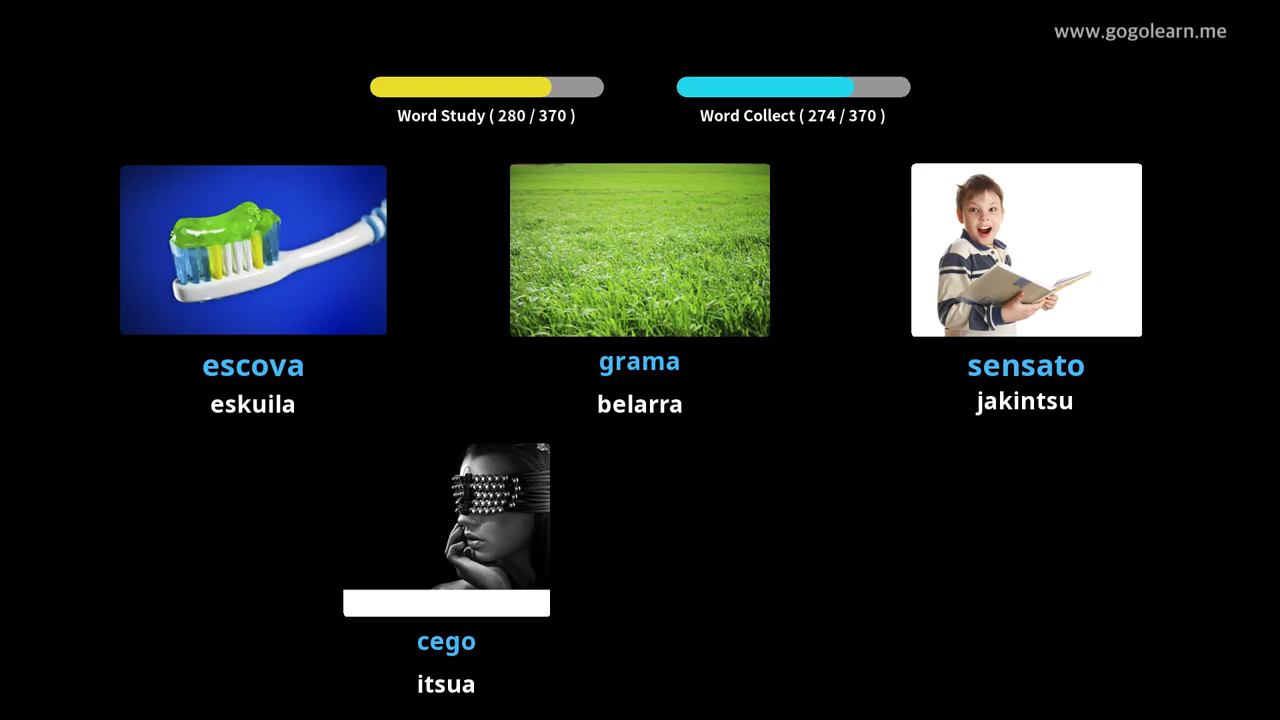 www.gogolearn.me
Word Study ( 280 / 370 )
Word Collect ( 274 / 370 )
escova
eskuila
grama
belarra
sensato
jakintsu
cego
itsua